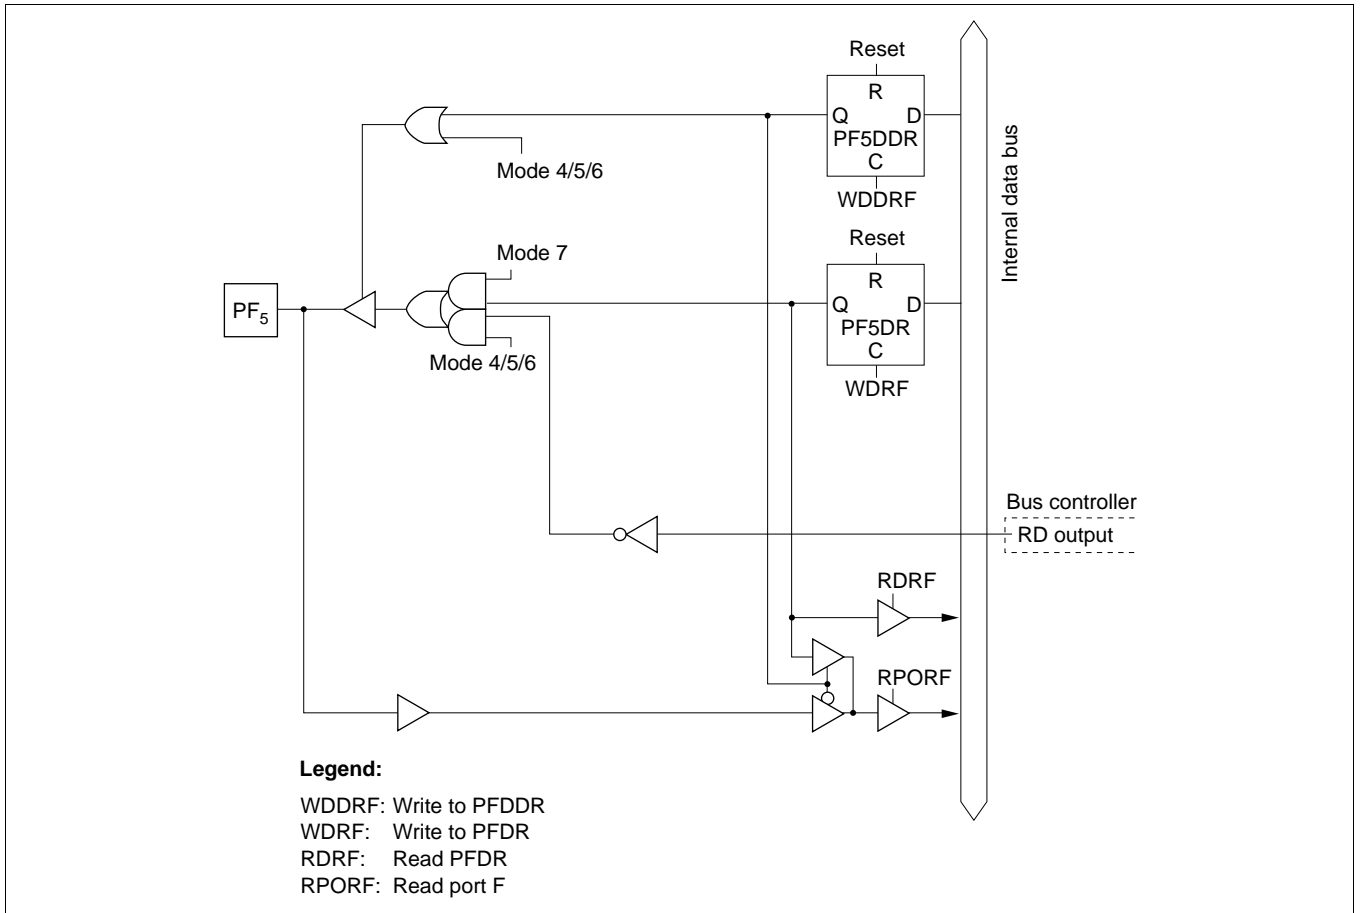 Reset
R
Q D
PF5DDR
C
WDDRF
Mode 4/5/6
Internal data bus
Reset
Mode 7
R
Q D
PF5DR
C
WDRF
PF5
Mode 4/5/6
Bus controller
RD output
RDRF
RPORF
Legend:
WDDRF: Write to PFDDR
WDRF: Write to PFDR
RDRF: Read PFDR
RPORF: Read port F